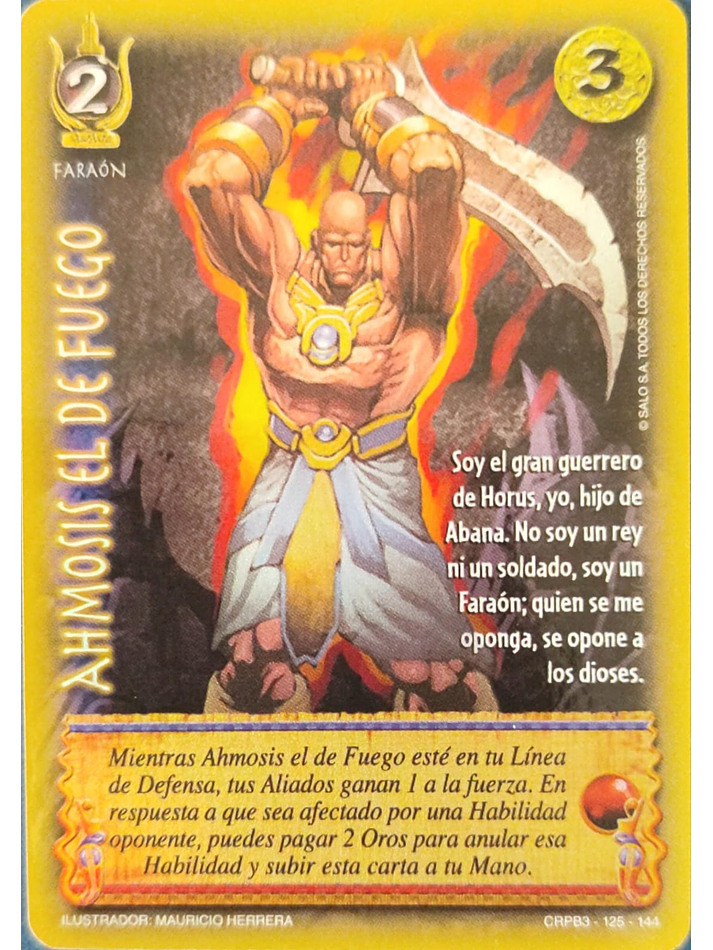 2
3
FARAÓN
AHMOSIS EL DE FUEGO
© SALO S.A. TODOS LOS DERECHOS RESERVADOS
Soy el gran guerrero
de Horus, yo, hijo de
Abana. No soy un rey
ni un soldado, soy un
Faraón; quien se me
oponga, se opone a
los dioses.
Mientras Ahmosis el de Fuego esté en tu Línea
de Defensa, tus Aliados ganan 1 a la fuerza. En
respuesta a que sea afectado por una Habilidad
oponente, puedes pagar 2 Oros para anular esa
Habilidad y subir esta carta a tu Mano.
ILUSTRADOR: MAURICIO HERRERA
CRPB3 - 125 - 144